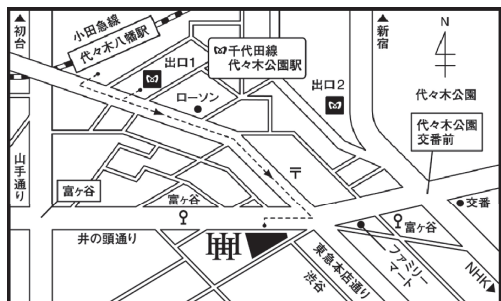 ▲初台
小田急線
代々木八幡駅
出口1
千代田線
代々木公園駅
ローソン
出口2
▲新宿
N
代々木公園
代々木公園
交番前
山手通り
富ヶ谷
富ヶ谷
井の頭通り
〒
交番
富ヶ谷
ファミリー
マート
東急本店通り
渋谷
NHK▲